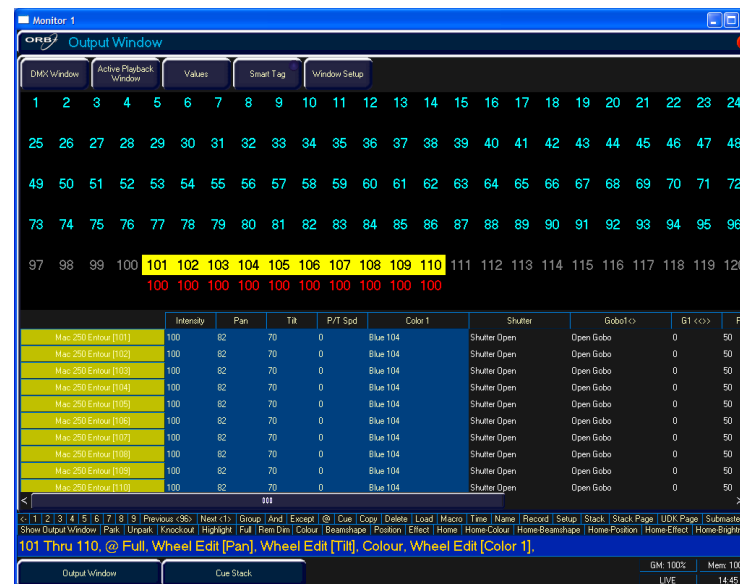 Monitor 1
ORB Output Window
DMX Window Active Playback Window Values Smart Tag Window Setup
1 2 3 4 5 6 7 8 9 10 11 12 13 14 15 16 17 18 19 20 21 22 23 24
25 26 27 28 29 30 31 32 33 34 35 36 37 38 39 40 41 42 43 44 45 46 47 48
49 50 51 52 53 54 55 56 57 58 59 60 61 62 63 64 65 66 67 68 69 70 71 72
73 74 75 76 77 78 79 80 81 82 83 84 85 86 87 88 89 90 91 92 93 94 95 96
97 98 99 100 101 102 103 104 105 106 107 108 109 110 111 112 113 114 115 116 117 118 119 120
100 100 100 100 100 100 100 100 100 100
Intensity Pan Tilt P/T Spd Color 1 Shutter Gobo1<> G1 <<>> F
Mac 250 Entour [101] 100 82 70 0 Blue 104 Shutter Open Open Gobo 0 50
Mac 250 Entour [102] 100 82 70 0 Blue 104 Shutter Open Open Gobo 0 50
Mac 250 Entour [103] 100 82 70 0 Blue 104 Shutter Open Open Gobo 0 50
Mac 250 Entour [104] 100 82 70 0 Blue 104 Shutter Open Open Gobo 0 50
Mac 250 Entour [105] 100 82 70 0 Blue 104 Shutter Open Open Gobo 0 50
Mac 250 Entour [106] 100 82 70 0 Blue 104 Shutter Open Open Gobo 0 50
Mac 250 Entour [107] 100 82 70 0 Blue 104 Shutter Open Open Gobo 0 50
Mac 250 Entour [108] 100 82 70 0 Blue 104 Shutter Open Open Gobo 0 50
Mac 250 Entour [109] 100 82 70 0 Blue 104 Shutter Open Open Gobo 0 50
Mac 250 Entour [110] 100 82 70 0 Blue 104 Shutter Open Open Gobo 0 50
<- 1 2 3 4 5 6 7 8 9 Previous <96> Next <1> Group And Except @ Cue Copy Delete Load Macro Time Name Record Setup Stack Stack Page UDK Page Submaste
Show Output Window Park Unpark Knockout Highlight Full Rem Dim Colour Beamshape Position Effect Home Home-Colour Home-Beamshape Home-Position Home-Effect Home-Brightn
101 Thru 110, @ Full, Wheel Edit [Pan], Wheel Edit [Tilt], Colour, Wheel Edit [Color 1],
Output Window Cue Stack GM: 100% Mem: 100
LIVE 14:45